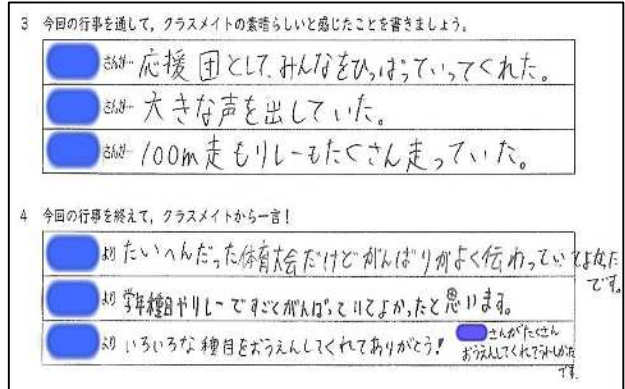 3 今回の行事を通して，クラスメイトの素晴らしいと感じたことを書きましょう。
さんが… 応援団として、みんなをひっぱっていってくれた。
さんが… 大きな声を出していた。
さんが… 100m走もリレーもたくさん走っていた。
4 今回の行事を終えて，クラスメイトから一言！
より たいへんだった体育大会だけどがんばりがよく伝わっていてよかった
です。
より 学年種目やリレーですごくがんばっていてよかったと思います。
より いろいろな種目をおうえんしてくれてありがとう！
さんがたくさん
おうえんしてくれてうれしかった
です。